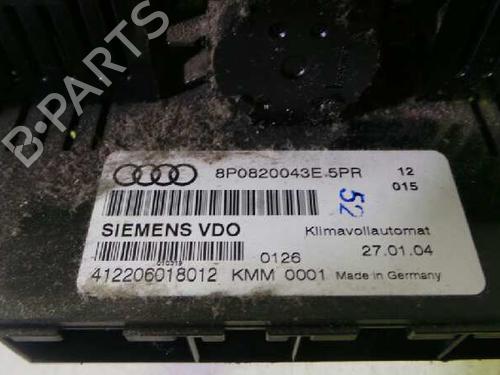 B-PARTS
8P0820043E.5PR 12
015
52
SIEMENS VDO Klimavollautomat
0126 27.01.04
010319
412206018012 KMM 0001 Made in Germany